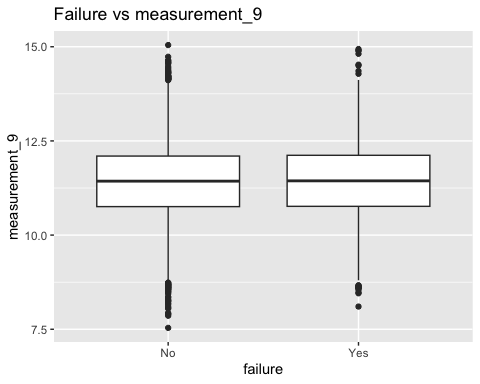 Failure vs measurement_9
measurement_9
15.0
12.5
10.0
7.5
No
Yes
failure